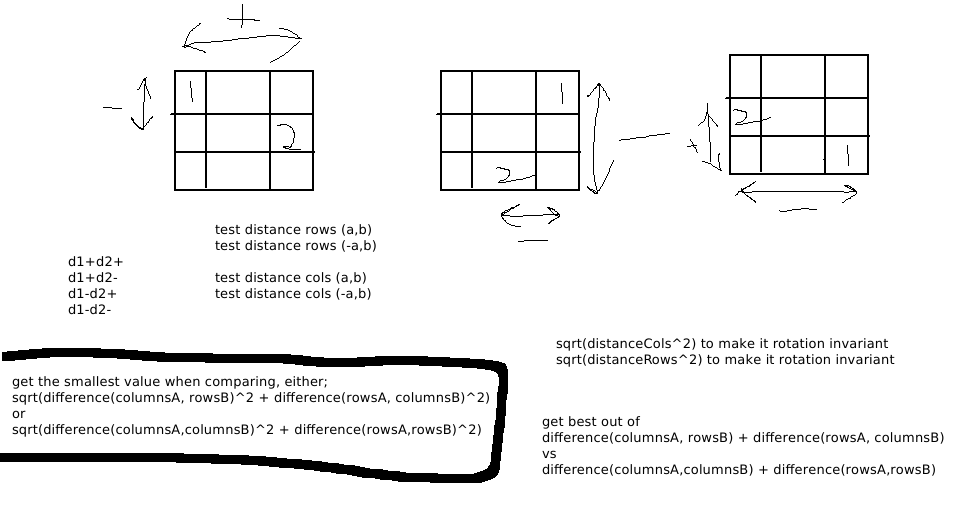 +
1
2
-
1
2
-
-
2
1
+
-
test distance rows (a,b)
test distance rows (-a,b)
test distance cols (a,b)
test distance cols (-a,b)
d1+d2+
d1+d2-
d1-d2+
d1-d2-
sqrt(distanceCols^2) to make it rotation invariant
sqrt(distanceRows^2) to make it rotation invariant
get the smallest value when comparing, either;
sqrt(difference(columnsA, rowsB)^2 + difference(rowsA, columnsB)^2)
or
sqrt(difference(columnsA,columnsB)^2 + difference(rowsA,rowsB)^2)
get best out of
difference(columnsA, rowsB) + difference(rowsA, columnsB)
vs
difference(columnsA,columnsB) + difference(rowsA,rowsB)